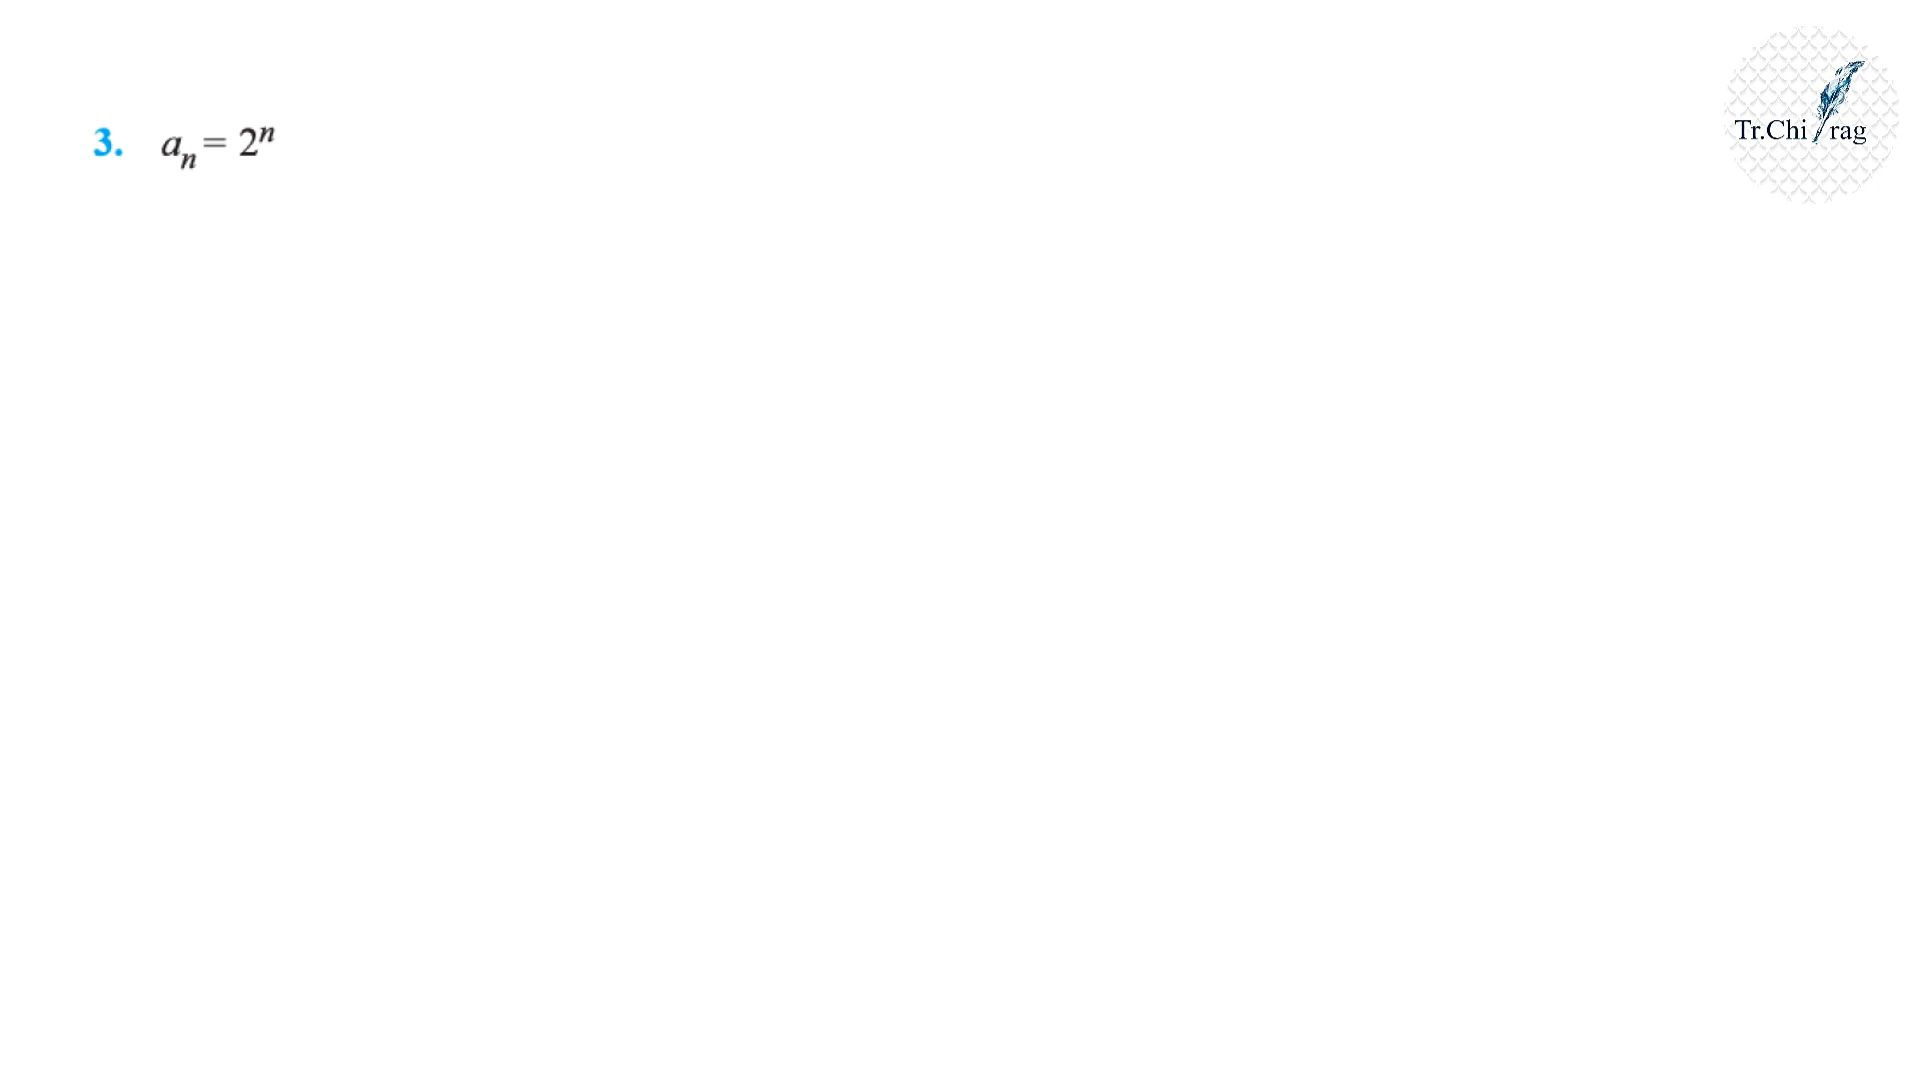 3. aₙ = 2ⁿ
Tr.Chirag